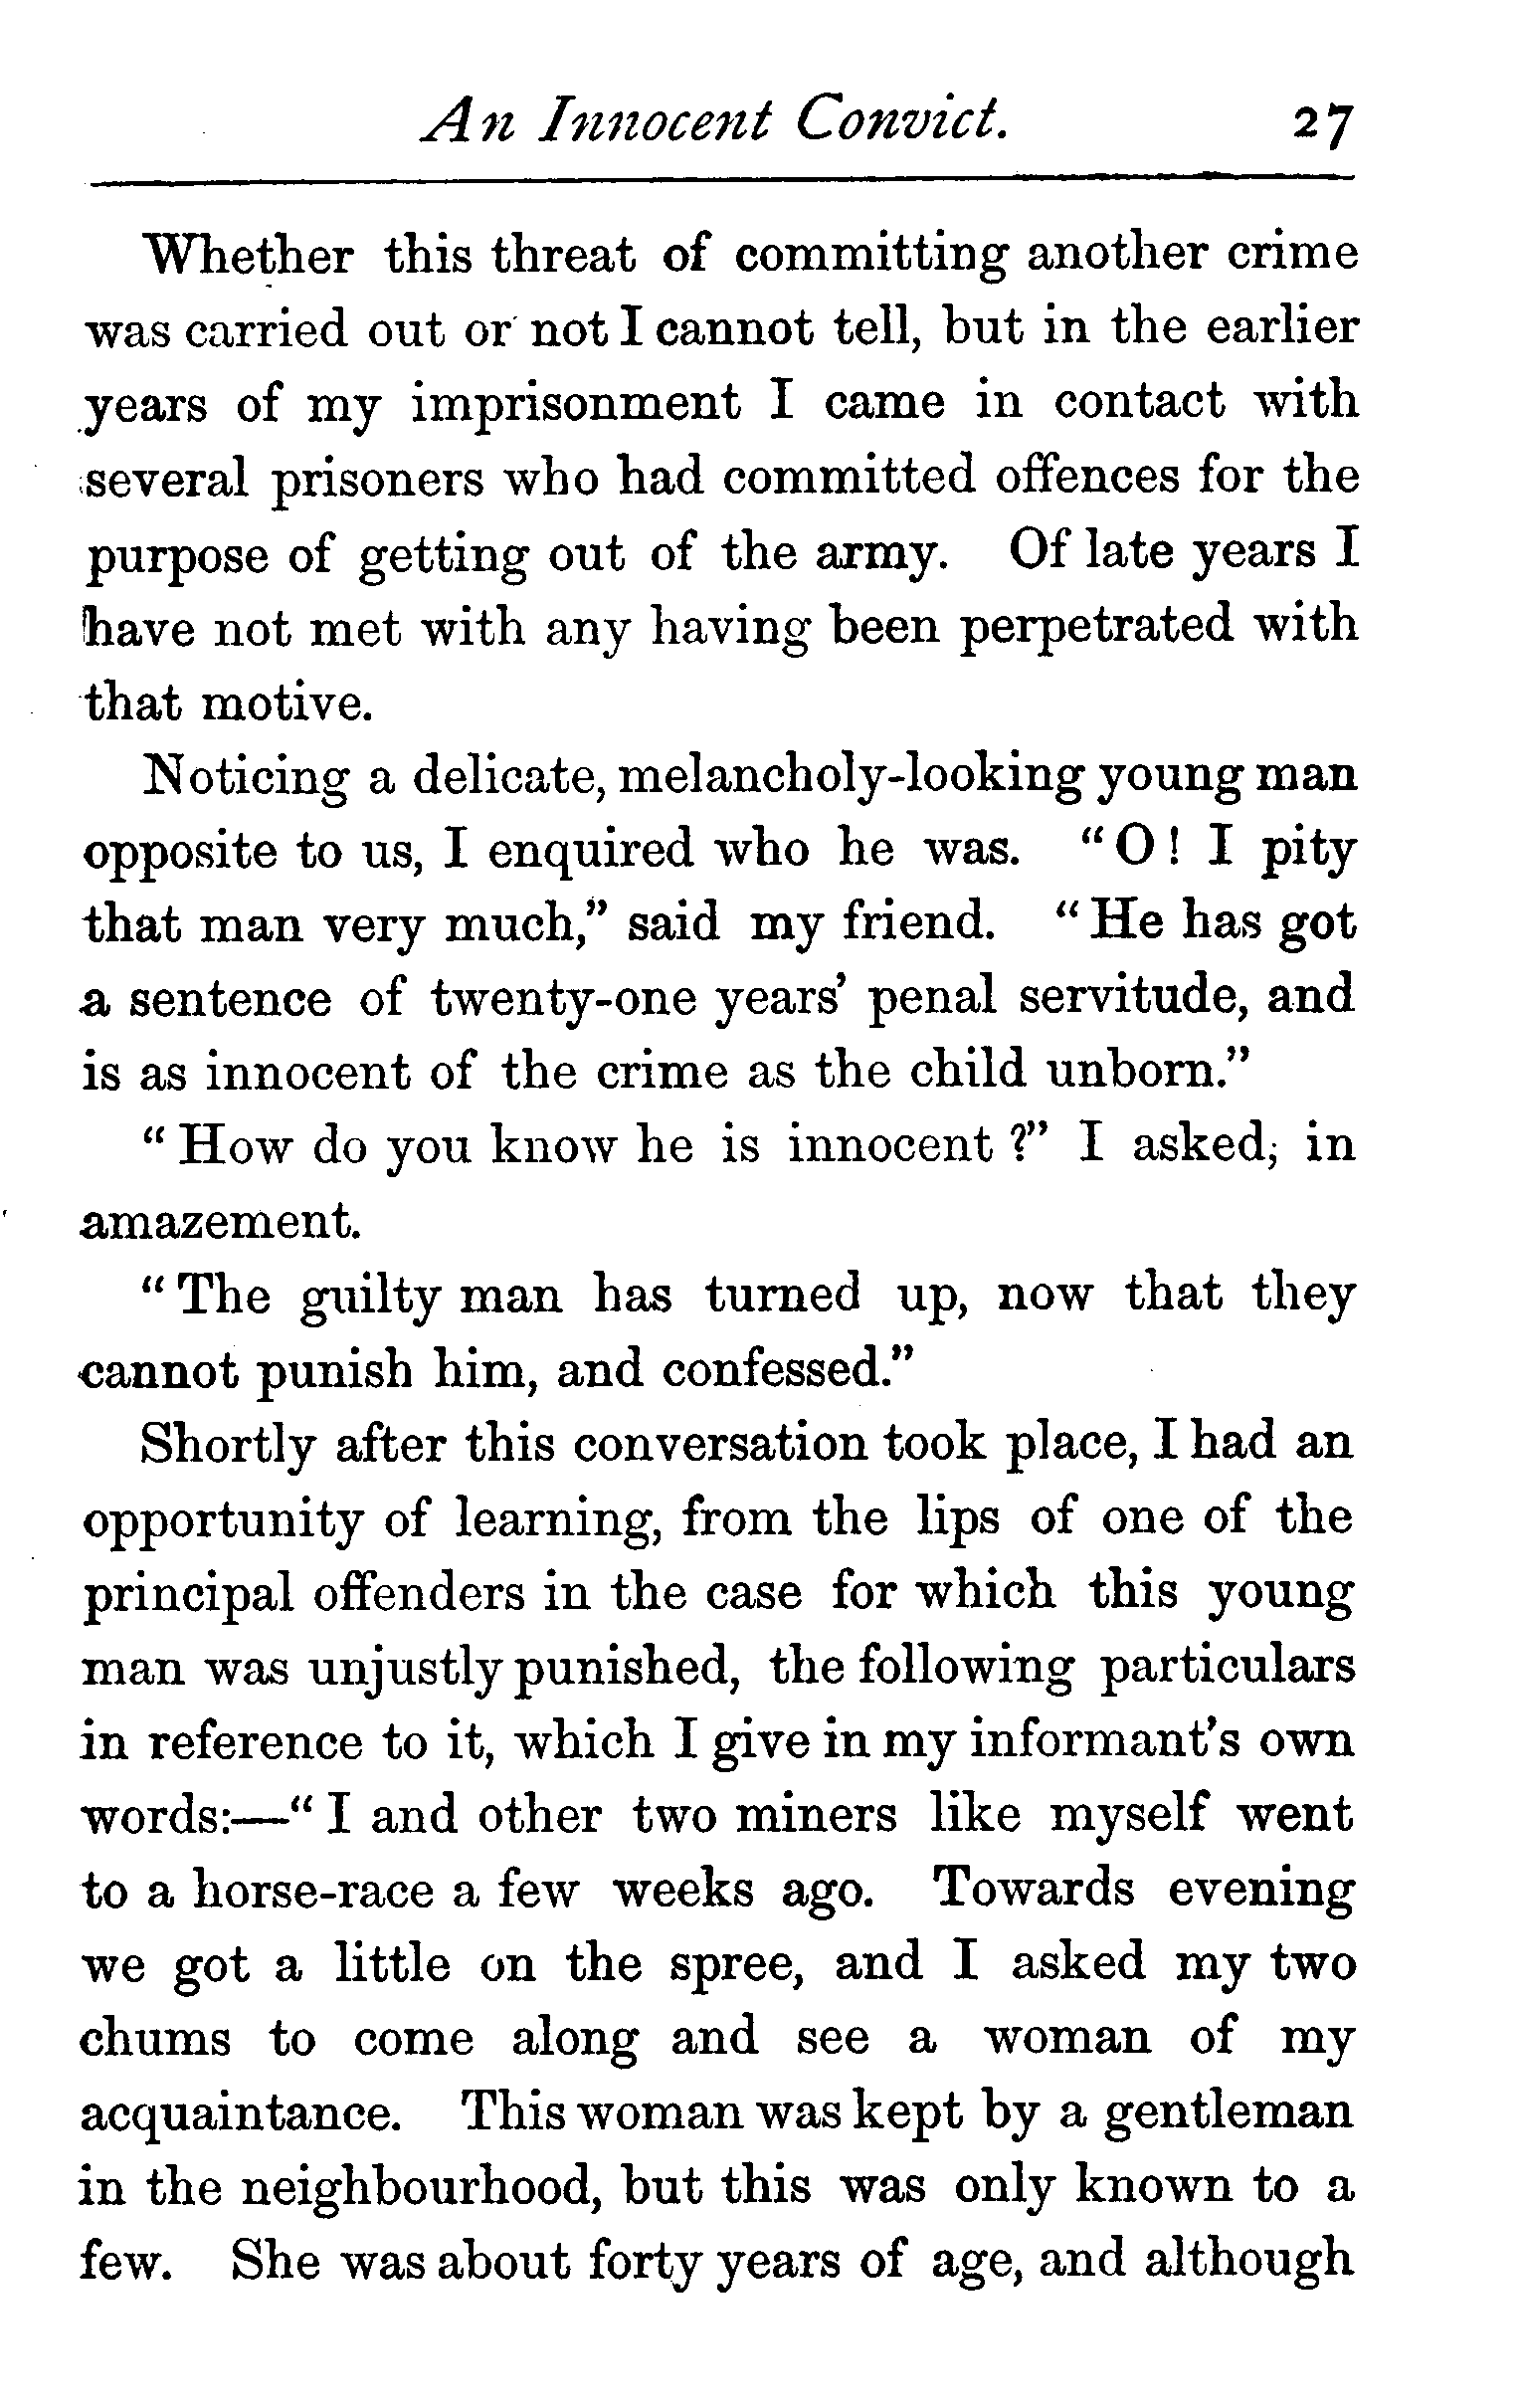 An Innocent Convict. 27
Whether this threat of committing another crime
was carried out or not I cannot tell, but in the earlier
years of my imprisonment I came in contact with
several prisoners who had committed offences for the
purpose of getting out of the army. Of late years I
have not met with any having been perpetrated with
that motive.
Noticing a delicate, melancholy-looking young man
opposite to us, I enquired who he was. “O! I pity
that man very much,” said my friend. “He has got
a sentence of twenty-one years’ penal servitude, and
is as innocent of the crime as the child unborn.”
“How do you know he is innocent?” I asked, in
amazement.
“The guilty man has turned up, now that they
cannot punish him, and confessed.”
Shortly after this conversation took place, I had an
opportunity of learning, from the lips of one of the
principal offenders in the case for which this young
man was unjustly punished, the following particulars
in reference to it, which I give in my informant’s own
words:—“I and other two miners like myself went
to a horse-race a few weeks ago. Towards evening
we got a little on the spree, and I asked my two
chums to come along and see a woman of my
acquaintance. This woman was kept by a gentleman
in the neighbourhood, but this was only known to a
few. She was about forty years of age, and although